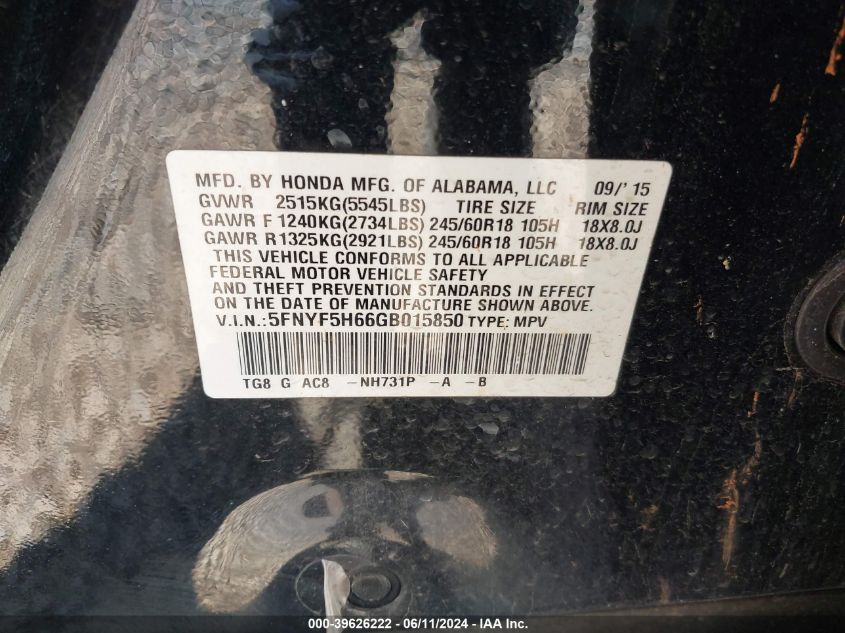 MFD. BY HONDA MFG. OF ALABAMA, LLC 09/' 15
GVWR 2515KG(5545LBS) TIRE SIZE RIM SIZE
GAWR F 1240KG(2734LBS) 245/60R18 105H 18X8.0J
GAWR R1325KG(2921LBS) 245/60R18 105H 18X8.0J
THIS VEHICLE CONFORMS TO ALL APPLICABLE
FEDERAL MOTOR VEHICLE SAFETY
AND THEFT PREVENTION STANDARDS IN EFFECT
ON THE DATE OF MANUFACTURE SHOWN ABOVE.
V.I.N.:5FNYF5H66GB015850 TYPE: MPV
TG8 G AC8 -NH731P -A -B
000-39626222 - 06/11/2024 - IAA Inc.